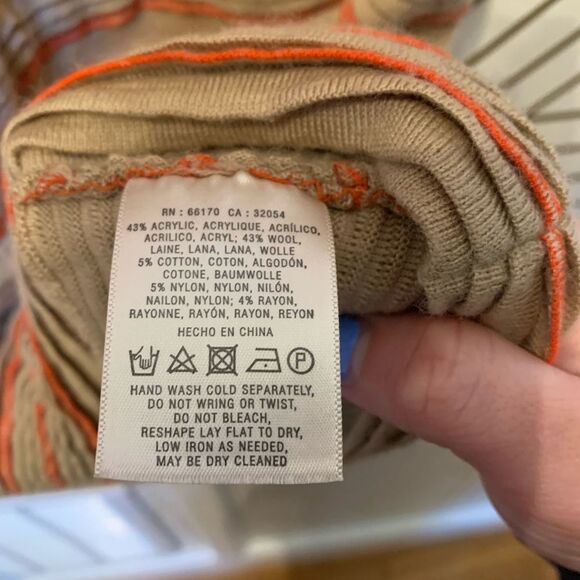 RN : 66170 CA : 32054
43% ACRYLIC, ACRYLIQUE, ACRÍLICO,
ACRILICO, ACRYL; 43% WOOL,
LAINE, LANA, LANA, WOLLE
5% COTTON, COTON, ALGODÓN,
COTONE, BAUMWOLLE
5% NYLON, NYLON, NILÓN,
NAILON, NYLON; 4% RAYON,
RAYONNE, RAYÓN, RAYON, REYON
HECHO EN CHINA
P
HAND WASH COLD SEPARATELY,
DO NOT WRING OR TWIST,
DO NOT BLEACH,
RESHAPE LAY FLAT TO DRY,
LOW IRON AS NEEDED,
MAY BE DRY CLEANED